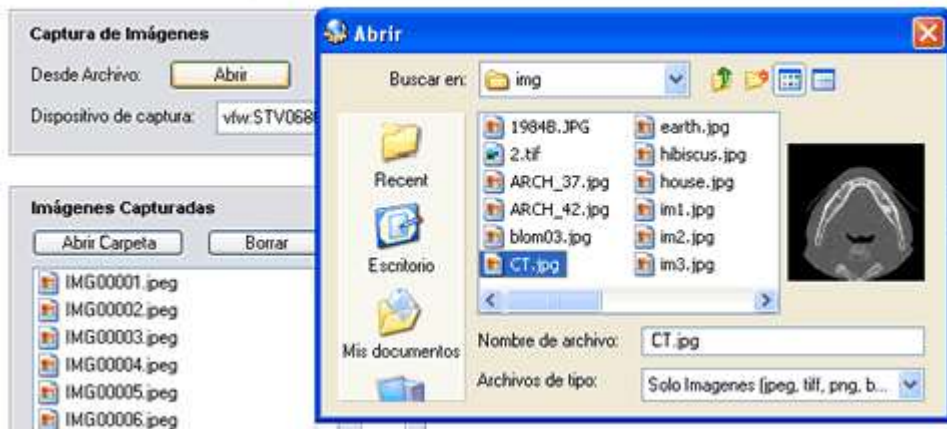 Captura de Imágenes
Desde Archivo:
Abrir
Dispositivo de captura:
vfw:STV068
Imágenes Capturadas
Abrir Carpeta
Borrar
IMG00001.jpeg
IMG00002.jpeg
IMG00003.jpeg
IMG00004.jpeg
IMG00005.jpeg
IMG00006.jpeg
Abrir
Buscar en:
img
Recent
Escritorio
Mis documentos
1984B.JPG
2.tif
ARCH_37.jpg
ARCH_42.jpg
blom03.jpg
CT.jpg
earth.jpg
hibiscus.jpg
house.jpg
im1.jpg
im2.jpg
im3.jpg
Nombre de archivo:
CT.jpg
Archivos de tipo:
Solo Imagenes (jpeg, tiff, png, b...